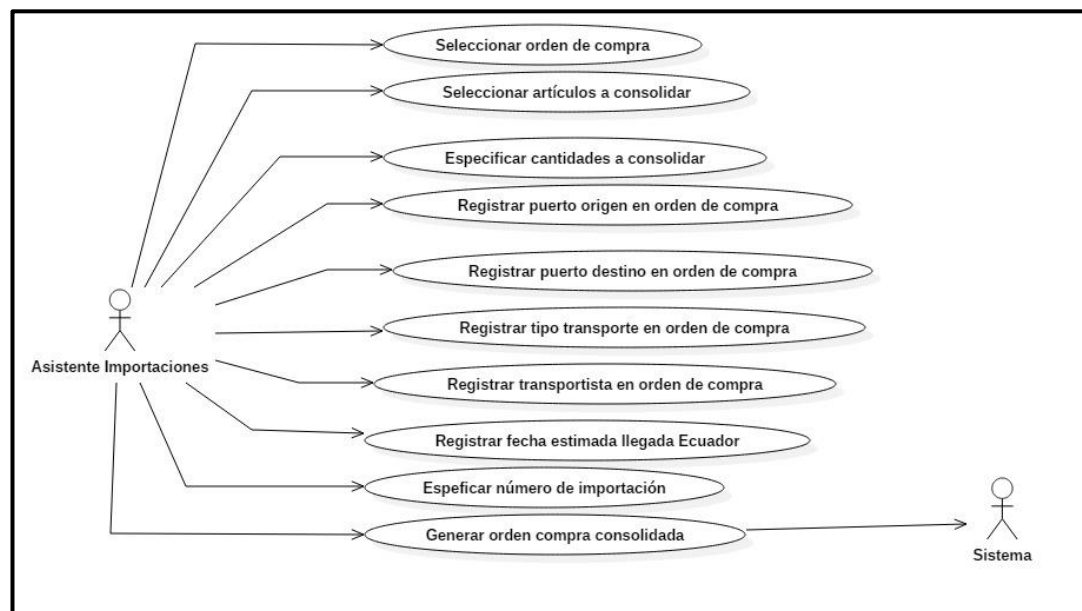 Seleccionar orden de compra
Seleccionar artículos a consolidar
Especificar cantidades a consolidar
Registrar puerto origen en orden de compra
Registrar puerto destino en orden de compra
Registrar tipo transporte en orden de compra
Asistente Importaciones
Registrar transportista en orden de compra
Registrar fecha estimada llegada Ecuador
Espeficar número de importación
Generar orden compra consolidada
Sistema